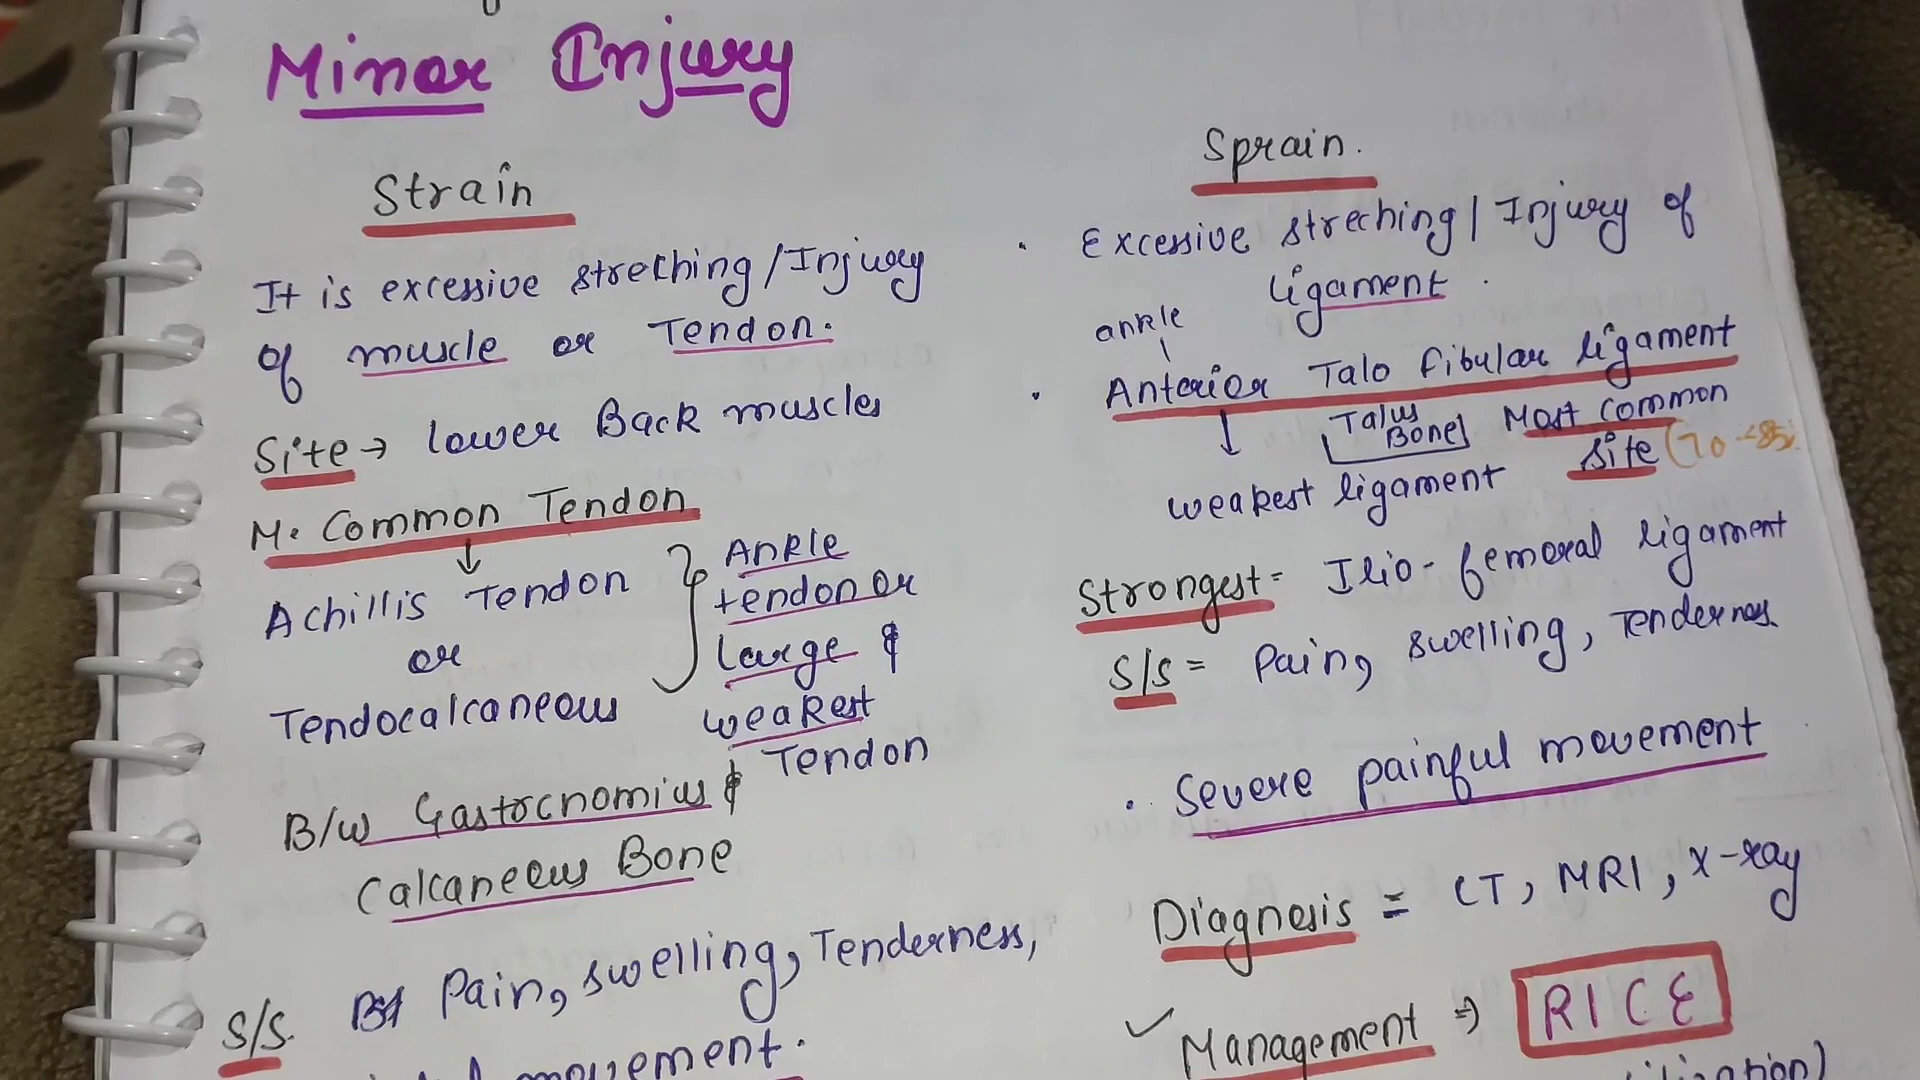 Minor Injury
Strain
It is excessive streching/Injury
of muscle or Tendon.
Site → lower Back muscles
M. Common Tendon
↓
Achillis Tendon
or
Tendocalcaneous
Ankle
tendon or
Large &
weakest
Tendon
B/w Gastrocnomius &
Calcaneous Bone
S/S. Pain, swelling, Tenderness,
movement.
Sprain.
• Excessive streching/Injury of
ligament.
ankle
• Anterior Talo fibular ligament
↓ [Talus Bone] Most common
site (70-85
weakest ligament
Strongest = Ilio-femoral ligament
S/S = Pain, swelling, Tenderness.
• Severe painful movement
Diagnosis = CT, MRI, X-ray
✓ Management ⇒ RICE